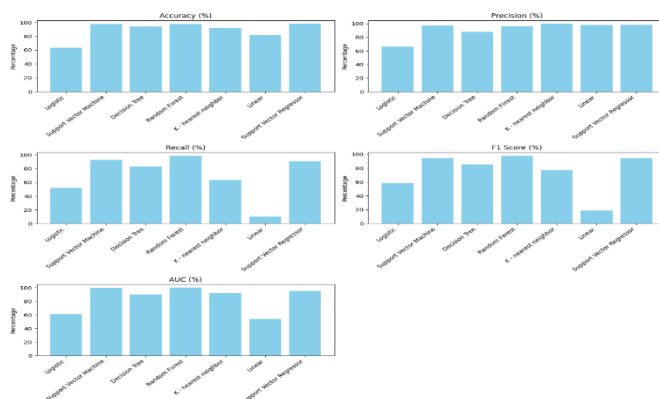 Accuracy (%)
100
80
60
40
20
0
Percentage
Logistic
Support Vector Machine
Decision Tree
Random Forest
K - nearest neighbor
Linear
Support Vector Regressor
Precision (%)
100
80
60
40
20
0
Percentage
Logistic
Support Vector Machine
Decision Tree
Random Forest
K - nearest neighbor
Linear
Support Vector Regressor
Recall (%)
100
80
60
40
20
0
Percentage
Logistic
Support Vector Machine
Decision Tree
Random Forest
K - nearest neighbor
Linear
Support Vector Regressor
F1 Score (%)
100
80
60
40
20
0
Percentage
Logistic
Support Vector Machine
Decision Tree
Random Forest
K - nearest neighbor
Linear
Support Vector Regressor
AUC (%)
100
80
60
40
20
0
Percentage
Logistic
Support Vector Machine
Decision Tree
Random Forest
K - nearest neighbor
Linear
Support Vector Regressor